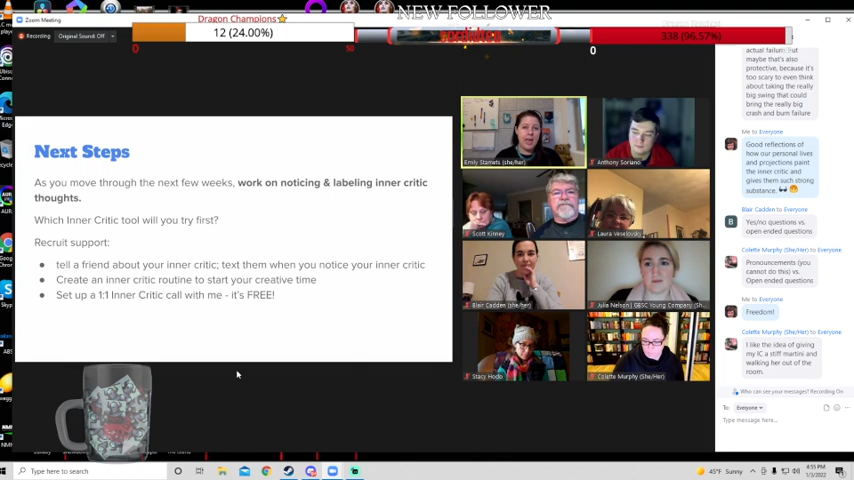 Zoom Meeting
Dragon Champions
NEW FOLLOWER
12 (24.00%)
338 (96.57%)
0
50
0
Recording
Original Sound: Off
Next Steps
As you move through the next few weeks, work on noticing & labeling inner critic
thoughts.
Which Inner Critic tool will you try first?
Recruit support:
tell a friend about your inner critic; text them when you notice your inner critic
Create an inner critic routine to start your creative time
Set up a 1:1 Inner Critic call with me - it's FREE!
Emily Stamets (she/her)
Anthony Soriano
Scott Kinney
Laura Veselovsky
Blair Cadden (she/her)
Julia Nelson | GBSC Young Company (Sh...
Stacy Hodo
Colette Murphy (She/Her)
actual failure. But
maybe that's also
protective, because it's
too scary to even think
about taking the really
big swing that could
bring the really big
crash and burn failure
Me to Everyone
Good reflections of
how our personal lives
and projections paint
the inner critic and
gives them such strong
substance.
Blair Cadden to Everyone
B
Yes/no questions vs.
open ended questions
Colette Murphy (She/Her) to Everyone
Pronouncements (you
cannot do this) vs.
Open ended questions
Me to Everyone
Freedom!
Colette Murphy (She/Her) to Everyone
I like the idea of giving
my IC a stiff martini and
walking her out of the
room.
Who can see your messages? Recording On
To: Everyone
Type message here...
Type here to search
45°F Sunny
4:55 PM
1/3/2022